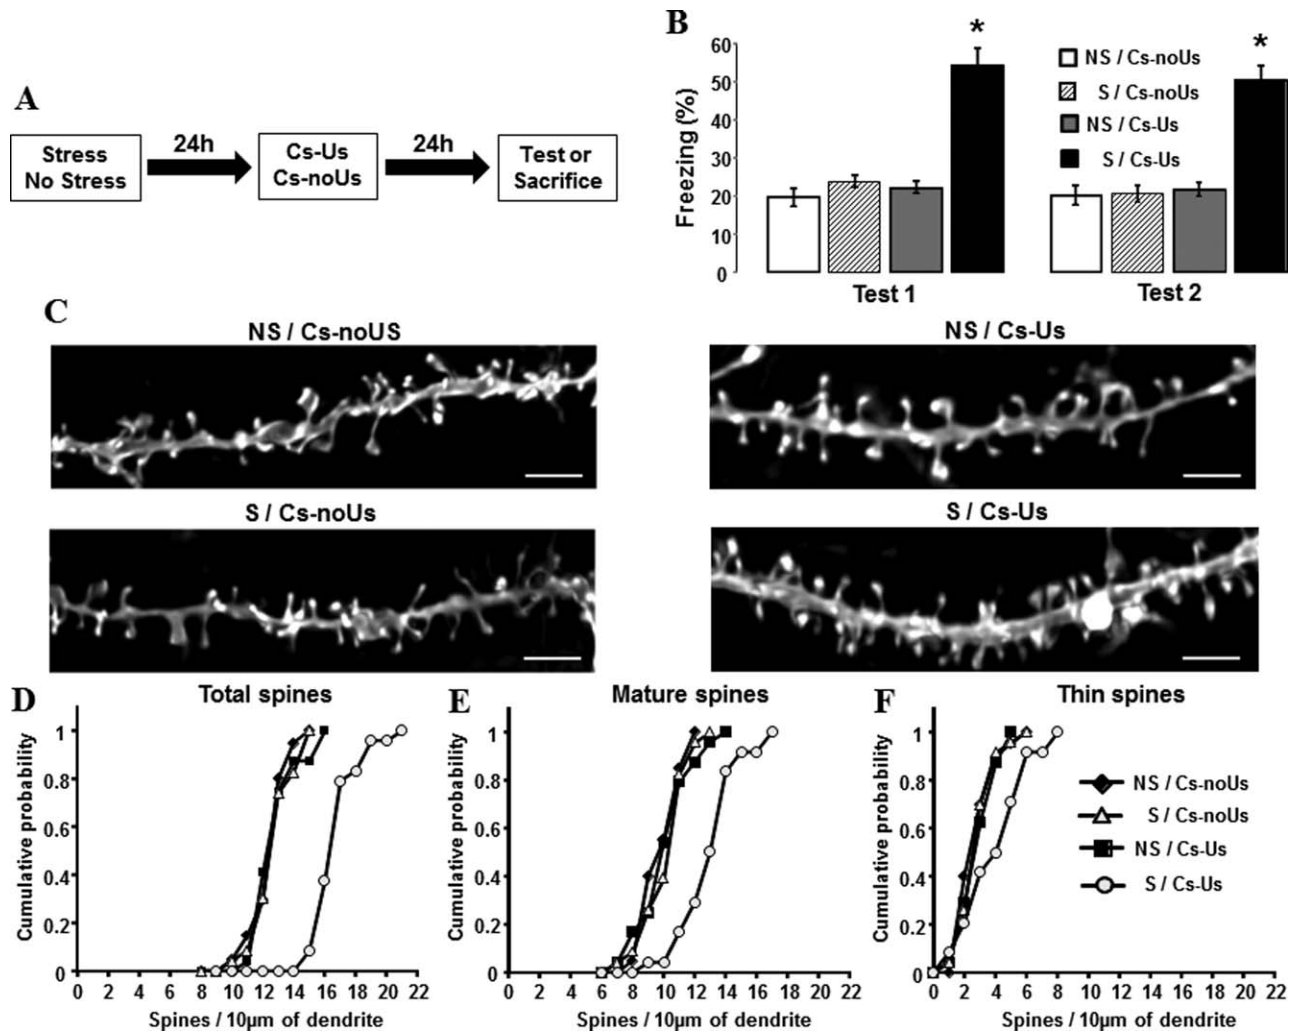 A
Stress
No Stress
24h
Cs-Us
Cs-noUs
24h
Test or
Sacrifice
B
Freezing (%)
60
50
40
30
20
10
0
*
*
NS / Cs-noUs
S / Cs-noUs
NS / Cs-Us
S / Cs-Us
Test 1
Test 2
C
NS / Cs-noUS
NS / Cs-Us
S / Cs-noUs
S / Cs-Us
D
Total spines
Cumulative probability
1
0.8
0.6
0.4
0.2
0
0 2 4 6 8 10 12 14 16 18 20 22
Spines / 10µm of dendrite
E
Mature spines
Cumulative probability
1
0.8
0.6
0.4
0.2
0
0 2 4 6 8 10 12 14 16 18 20 22
Spines / 10µm of dendrite
F
Thin spines
Cumulative probability
1
0.8
0.6
0.4
0.2
0
0 2 4 6 8 10 12 14 16 18 20 22
Spines / 10µm of dendrite
NS / Cs-noUs
S / Cs-noUs
NS / Cs-Us
S / Cs-Us